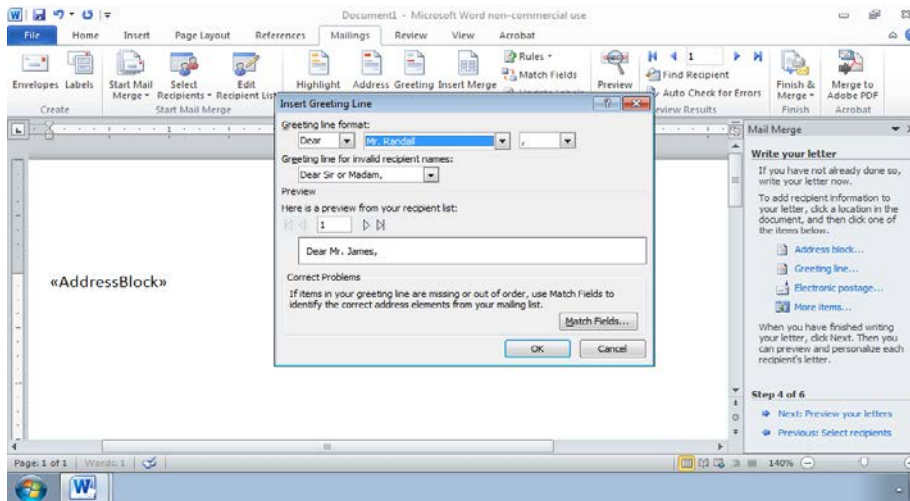 Document1 - Microsoft Word non-commercial use
File Home Insert Page Layout References Mailings Review View Acrobat
Envelopes Labels
Create
Start Mail Merge
Select Recipients
Edit Recipient List
Start Mail Merge
Highlight
Address
Greeting
Insert Merge
Rules
Match Fields
Preview
1
Find Recipient
Auto Check for Errors
Preview Results
Finish & Merge
Finish
Merge to Adobe PDF
Acrobat
Insert Greeting Line
Greeting line format:
Dear Mr. Randall ,
Greeting line for invalid recipient names:
Dear Sir or Madam,
Preview
Here is a preview from your recipient list:
1
Dear Mr. James,
Correct Problems
If items in your greeting line are missing or out of order, use Match Fields to
identify the correct address elements from your mailing list.
Match Fields...
OK Cancel
«AddressBlock»
Mail Merge
Write your letter
If you have not already done so,
write your letter now.
To add recipient information to
your letter, click a location in the
document, and then click one of
the items below.
Address block...
Greeting line...
Electronic postage...
More items...
When you have finished writing
your letter, click Next. Then you
can preview and personalize each
recipient's letter.
Step 4 of 6
Next: Preview your letters
Previous: Select recipients
Page: 1 of 1 Words: 1
140%